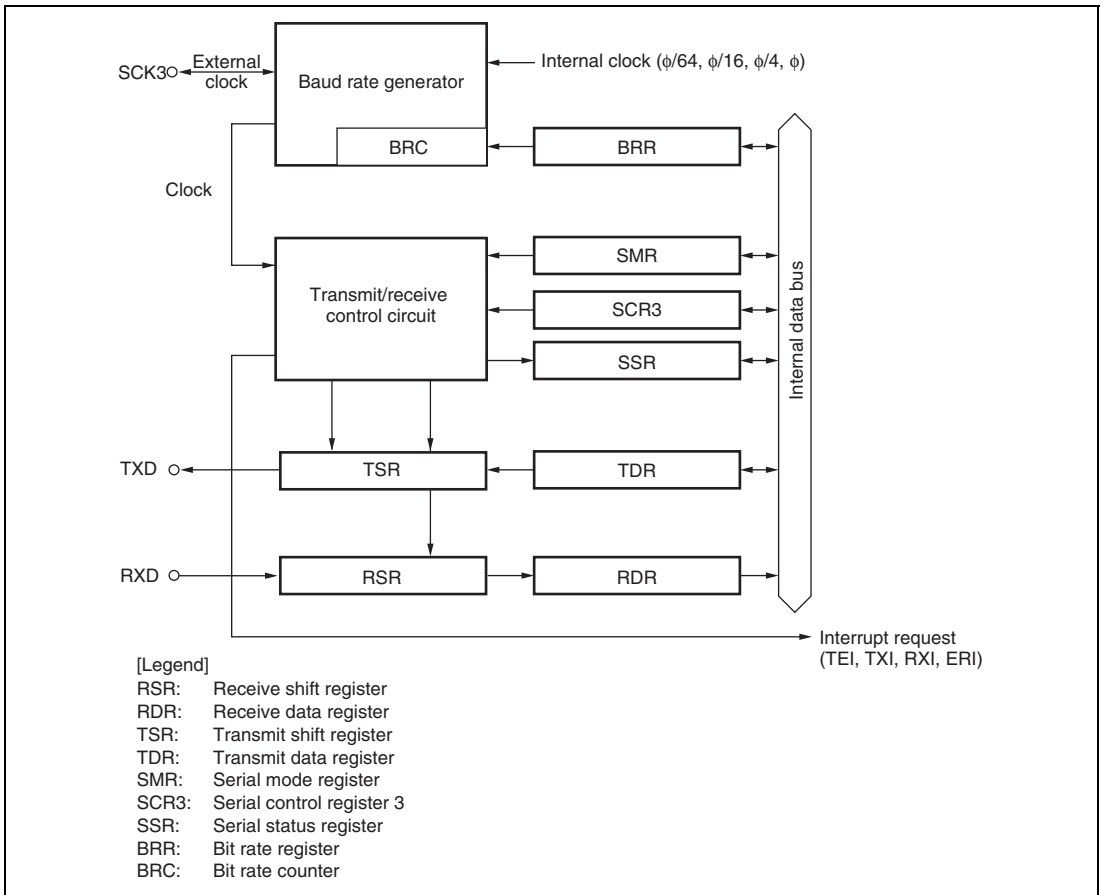 SCK3
External
clock
Baud rate generator
Internal clock (ϕ/64, ϕ/16, ϕ/4, ϕ)
BRC
BRR
Clock
Transmit/receive
control circuit
SMR
SCR3
SSR
Internal data bus
TXD
TSR
TDR
RXD
RSR
RDR
Interrupt request
(TEI, TXI, RXI, ERI)
[Legend]
RSR: Receive shift register
RDR: Receive data register
TSR: Transmit shift register
TDR: Transmit data register
SMR: Serial mode register
SCR3: Serial control register 3
SSR: Serial status register
BRR: Bit rate register
BRC: Bit rate counter